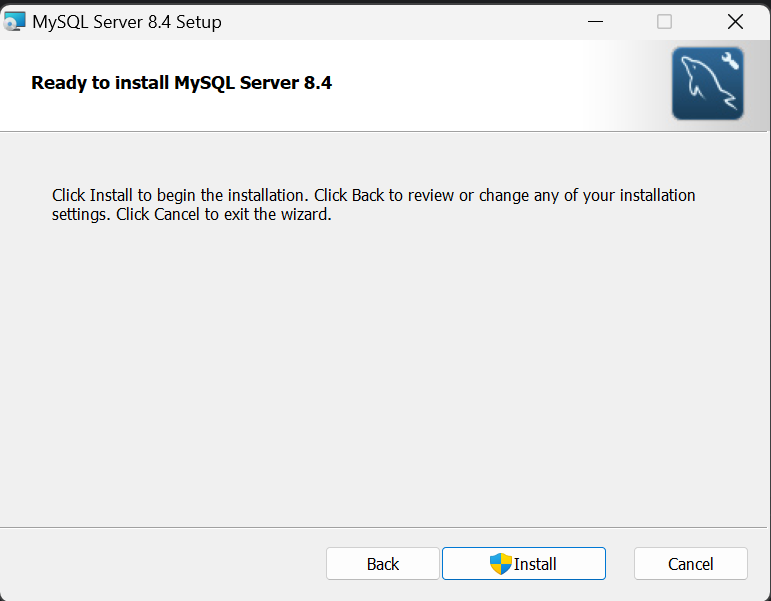 MySQL Server 8.4 Setup
Ready to install MySQL Server 8.4
Click Install to begin the installation. Click Back to review or change any of your installation
settings. Click Cancel to exit the wizard.
Back Install Cancel